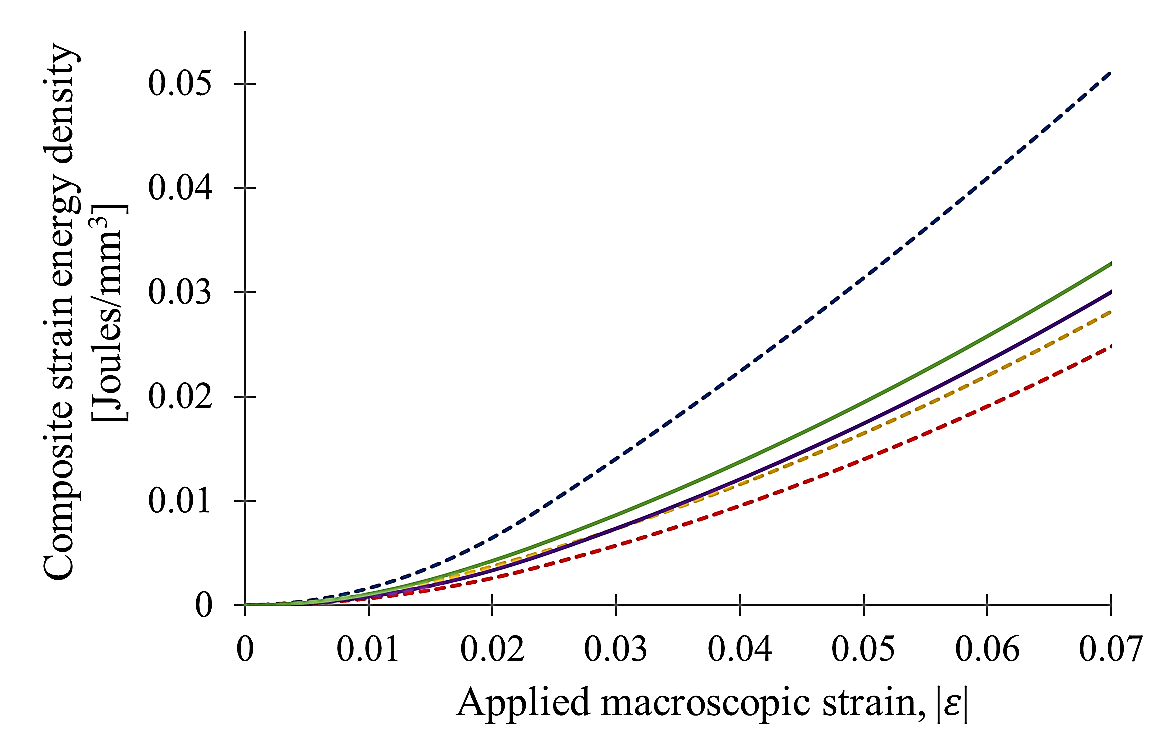 Composite strain energy density
[Joules/mm³]
0.05
0.04
0.03
0.02
0.01
0
0 0.01 0.02 0.03 0.04 0.05 0.06 0.07
Applied macroscopic strain, |ε|